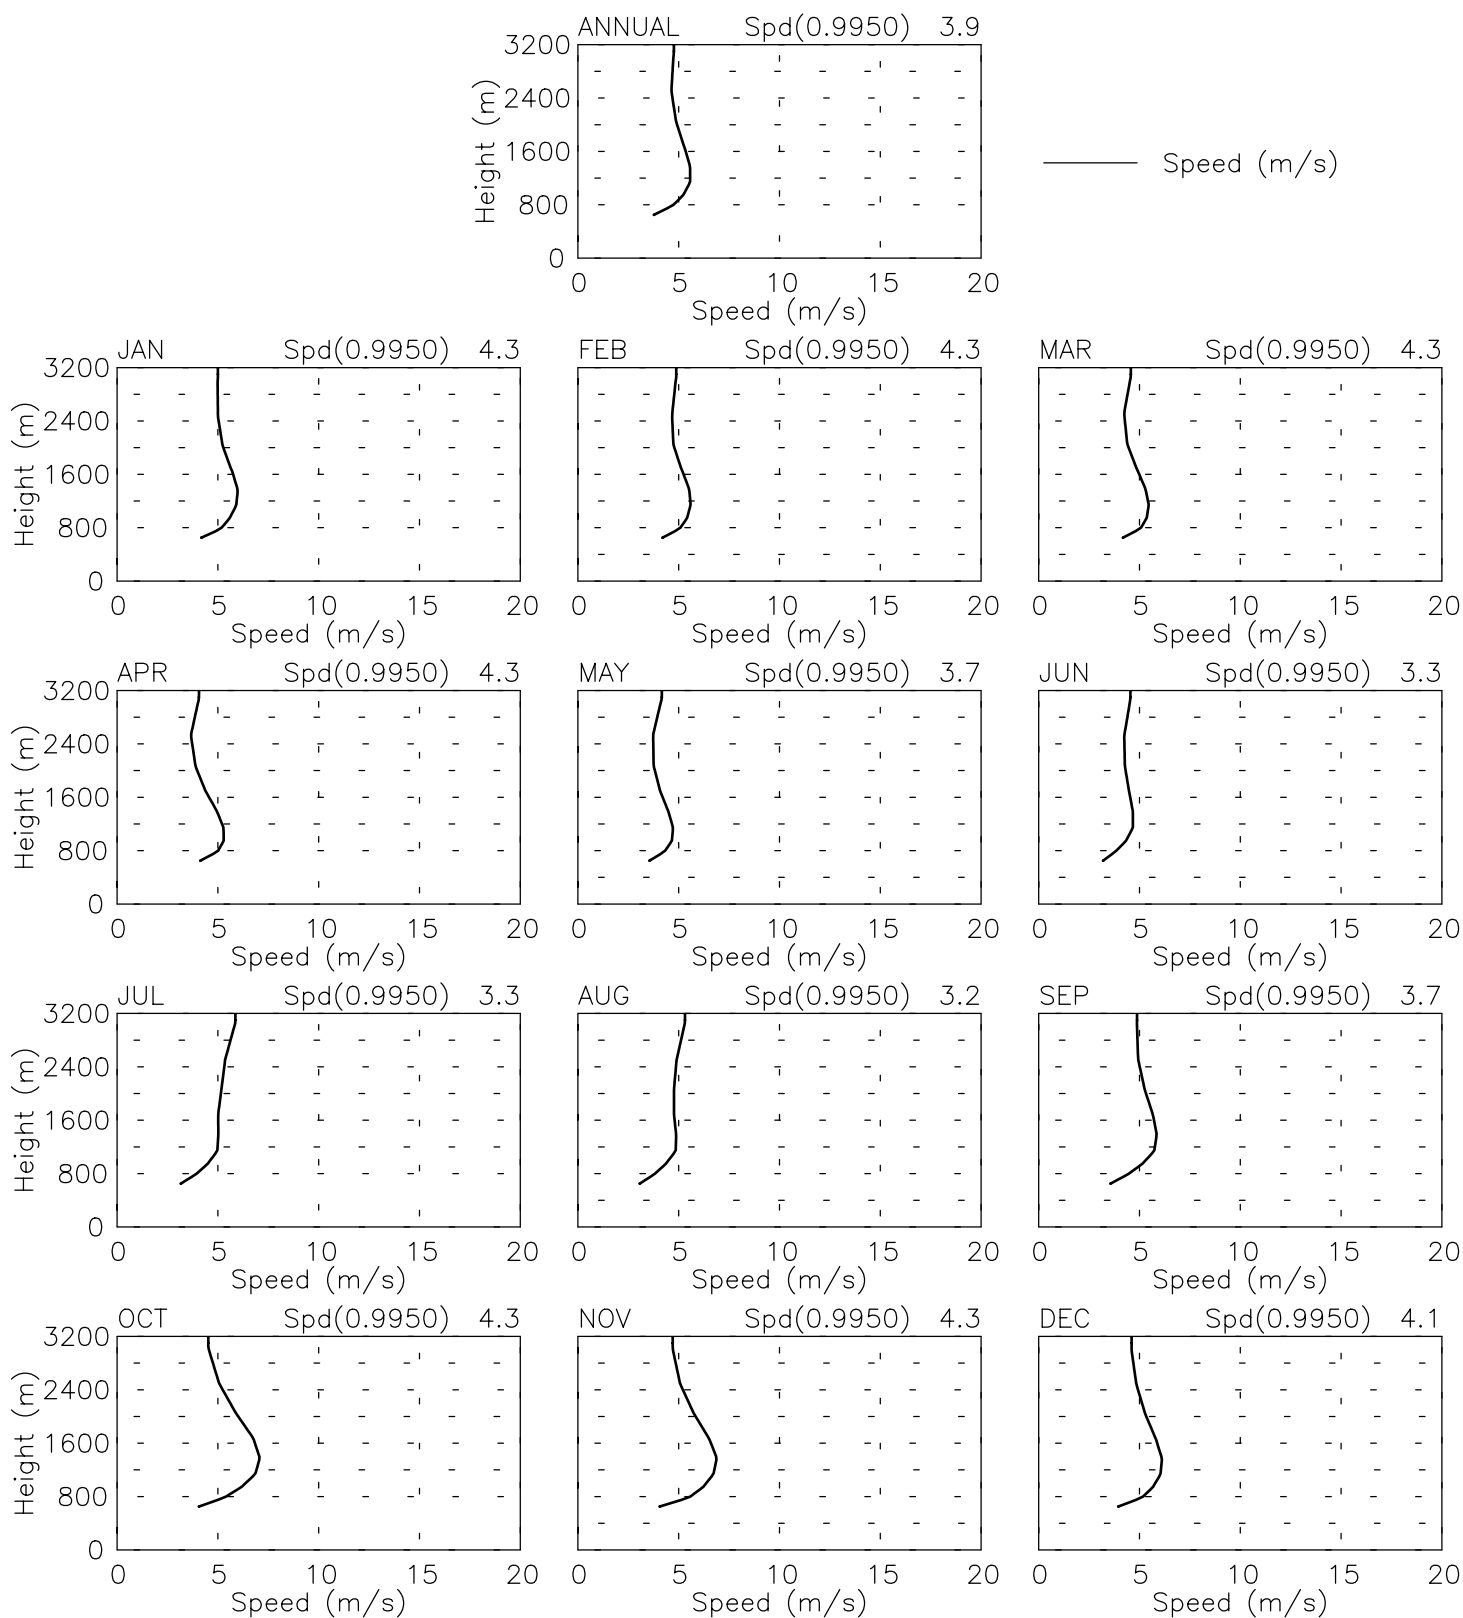 ANNUAL Spd(0.9950) 3.9
3200
2400
1600
800
0
Height (m)
0 5 10 15 20
Speed (m/s)
Speed (m/s)
JAN Spd(0.9950) 4.3
FEB Spd(0.9950) 4.3
MAR Spd(0.9950) 4.3
3200
2400
1600
800
0
Height (m)
0 5 10 15 20
0 5 10 15 20
0 5 10 15 20
Speed (m/s)
Speed (m/s)
Speed (m/s)
APR Spd(0.9950) 4.3
MAY Spd(0.9950) 3.7
JUN Spd(0.9950) 3.3
3200
2400
1600
800
0
Height (m)
0 5 10 15 20
0 5 10 15 20
0 5 10 15 20
Speed (m/s)
Speed (m/s)
Speed (m/s)
JUL Spd(0.9950) 3.3
AUG Spd(0.9950) 3.2
SEP Spd(0.9950) 3.7
3200
2400
1600
800
0
Height (m)
0 5 10 15 20
0 5 10 15 20
0 5 10 15 20
Speed (m/s)
Speed (m/s)
Speed (m/s)
OCT Spd(0.9950) 4.3
NOV Spd(0.9950) 4.3
DEC Spd(0.9950) 4.1
3200
2400
1600
800
0
Height (m)
0 5 10 15 20
0 5 10 15 20
0 5 10 15 20
Speed (m/s)
Speed (m/s)
Speed (m/s)